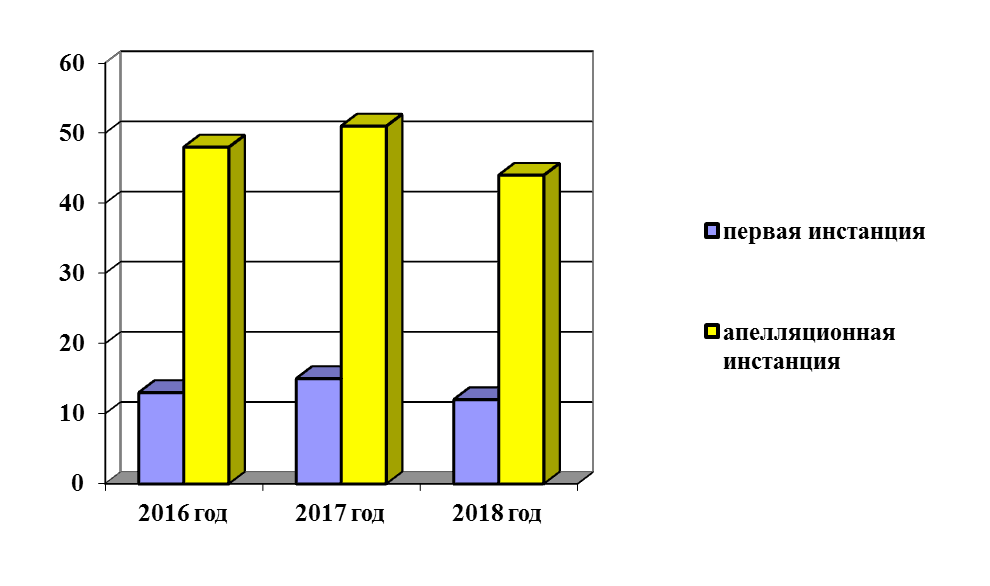 60
50
40
30
20
10
0
2016 год
2017 год
2018 год
первая инстанция
апелляционная
инстанция